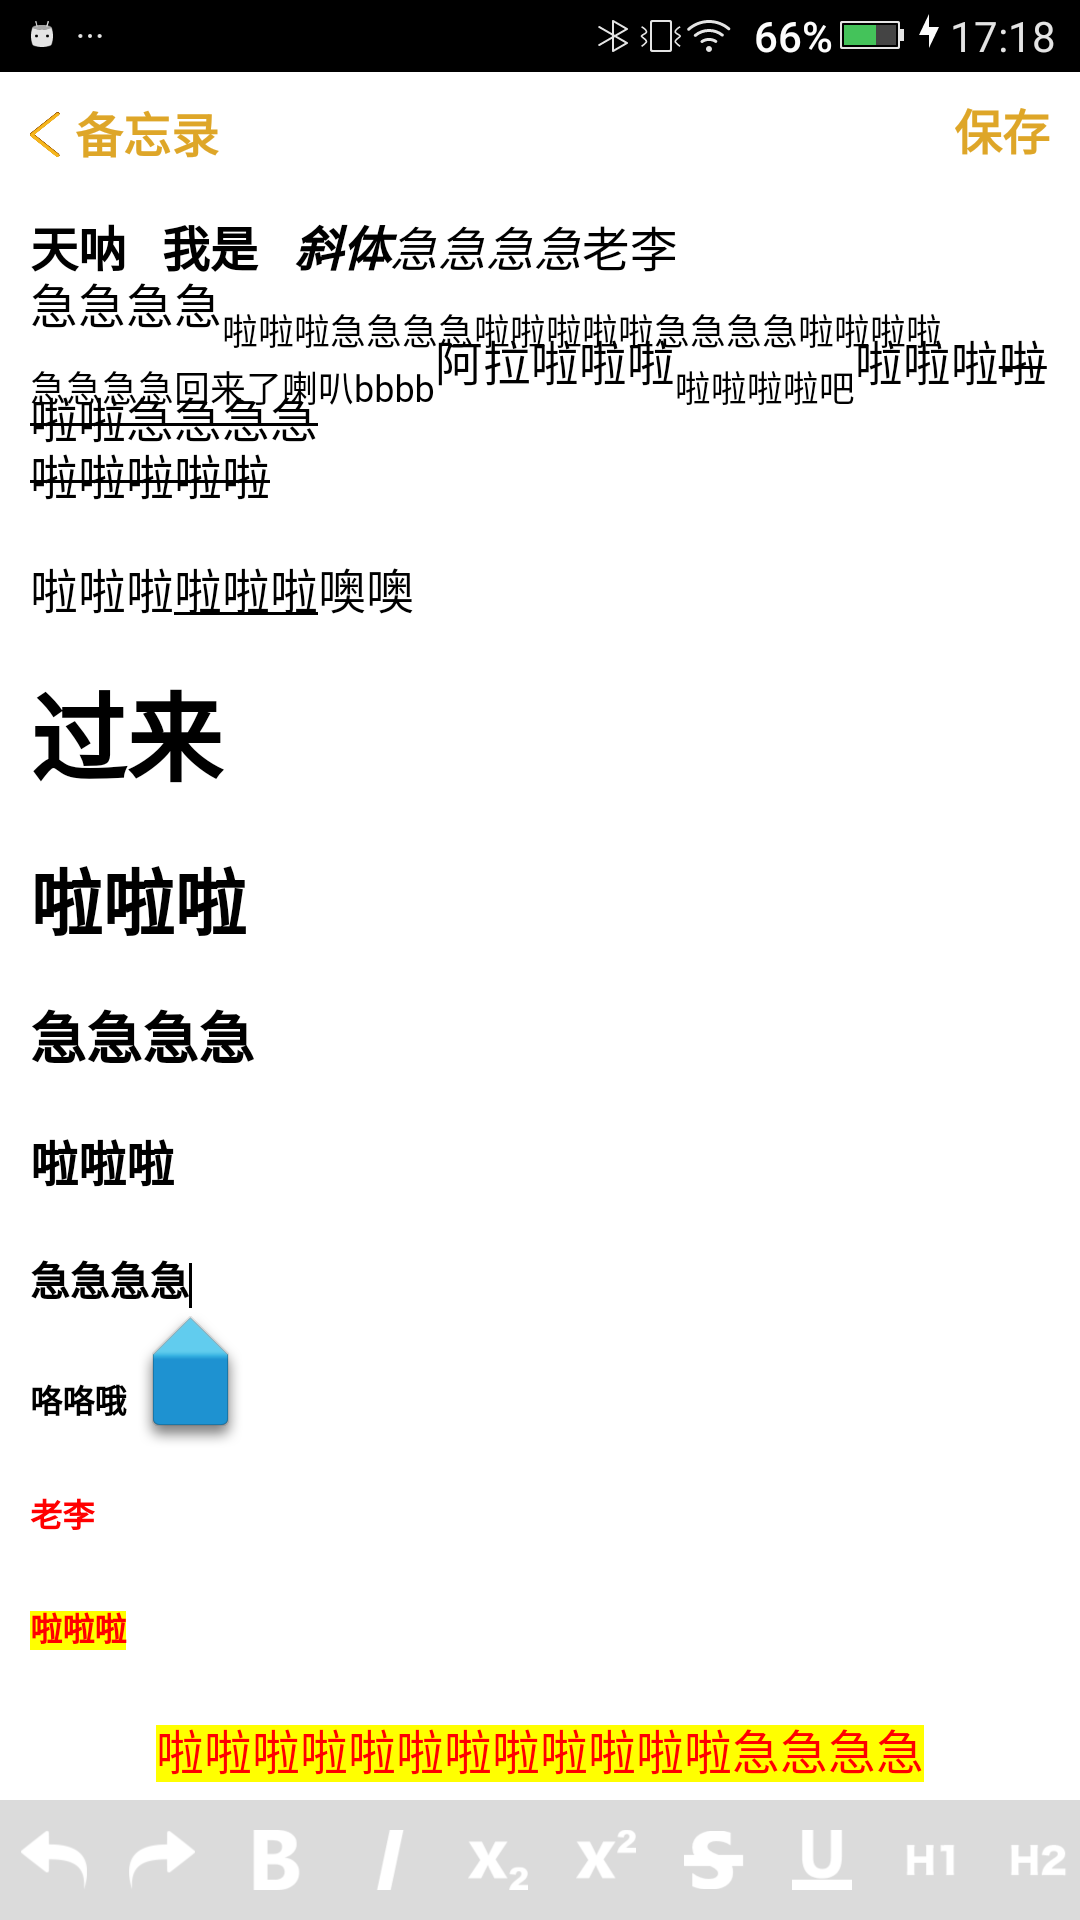 66% 17:18
备忘录 保存
天呐 我是 斜体急急急急老李
急急急急啦啦啦急急急急啦啦啦啦啦急急急急啦啦啦啦
急急急急回来了喇叭bbbb阿拉啦啦啦啦啦啦啦吧啦啦啦啦
啦啦急急急急
啦啦啦啦啦
啦啦啦啦啦啦噢噢
过来
啦啦啦
急急急急
啦啦啦
急急急急
咯咯哦
老李
啦啦啦
啦啦啦啦啦啦啦啦啦啦啦啦急急急急
B I X₂ X² S U H1 H2